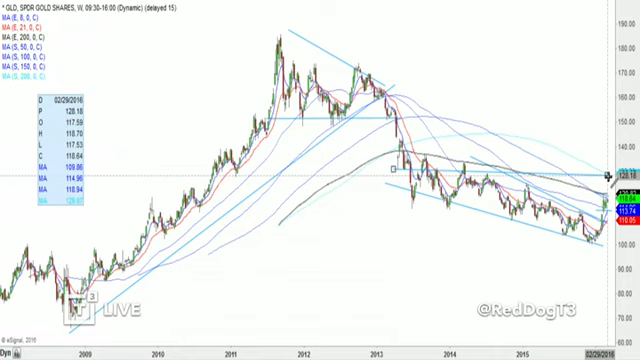 * GLD, SPDR GOLD SHARES, W, 09:30-16:00 (Dynamic) (delayed 15)
MA (E, 8, 0, C)
MA (E, 21, 0, C)
MA (E, 200, 0, C)
MA (S, 50, 0, C)
MA (S, 100, 0, C)
MA (S, 150, 0, C)
MA (S, 200, 0, C)
D 02/29/2016
P 128.18
O 117.59
H 118.70
L 117.53
C 118.64
MA 109.06
MA 114.96
MA 118.94
MA 129.87
190.00
180.00
170.00
160.00
150.00
140.00
128.18
118.64
113.74
110.05
100.00
90.00
80.00
70.00
60.00
T 3 LIVE
@RedDogT3
© eSignal, 2016
Dyn 2009 2010 2011 2012 2013 2014 2015 02/29/2016